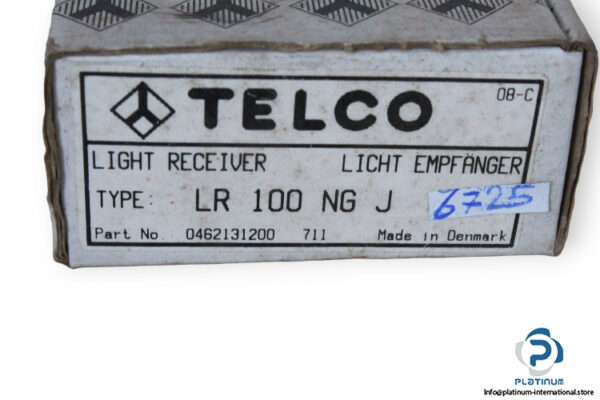 TELCO
08-C
LIGHT RECEIVER LICHT EMPFÄNGER
TYPE: LR 100 NG J 6725
Part No. 0462131200 711 Made in Denmark
PLATINUM
Info@platinum-international.store